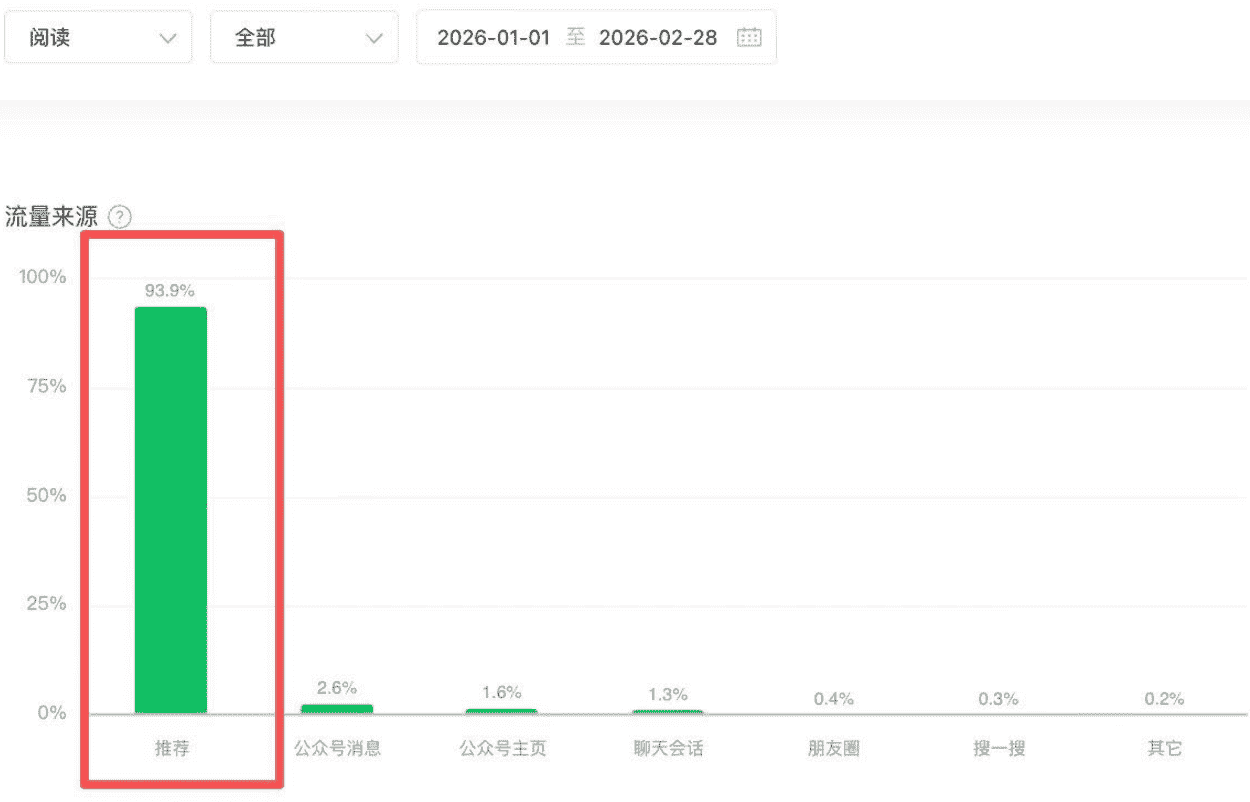 阅读 全部 2026-01-01 至 2026-02-28
流量来源 ?
100%
93.9%
75%
50%
25%
2.6% 1.6% 1.3% 0.4% 0.3% 0.2%
0%
推荐 公众号消息 公众号主页 聊天会话 朋友圈 搜一搜 其它